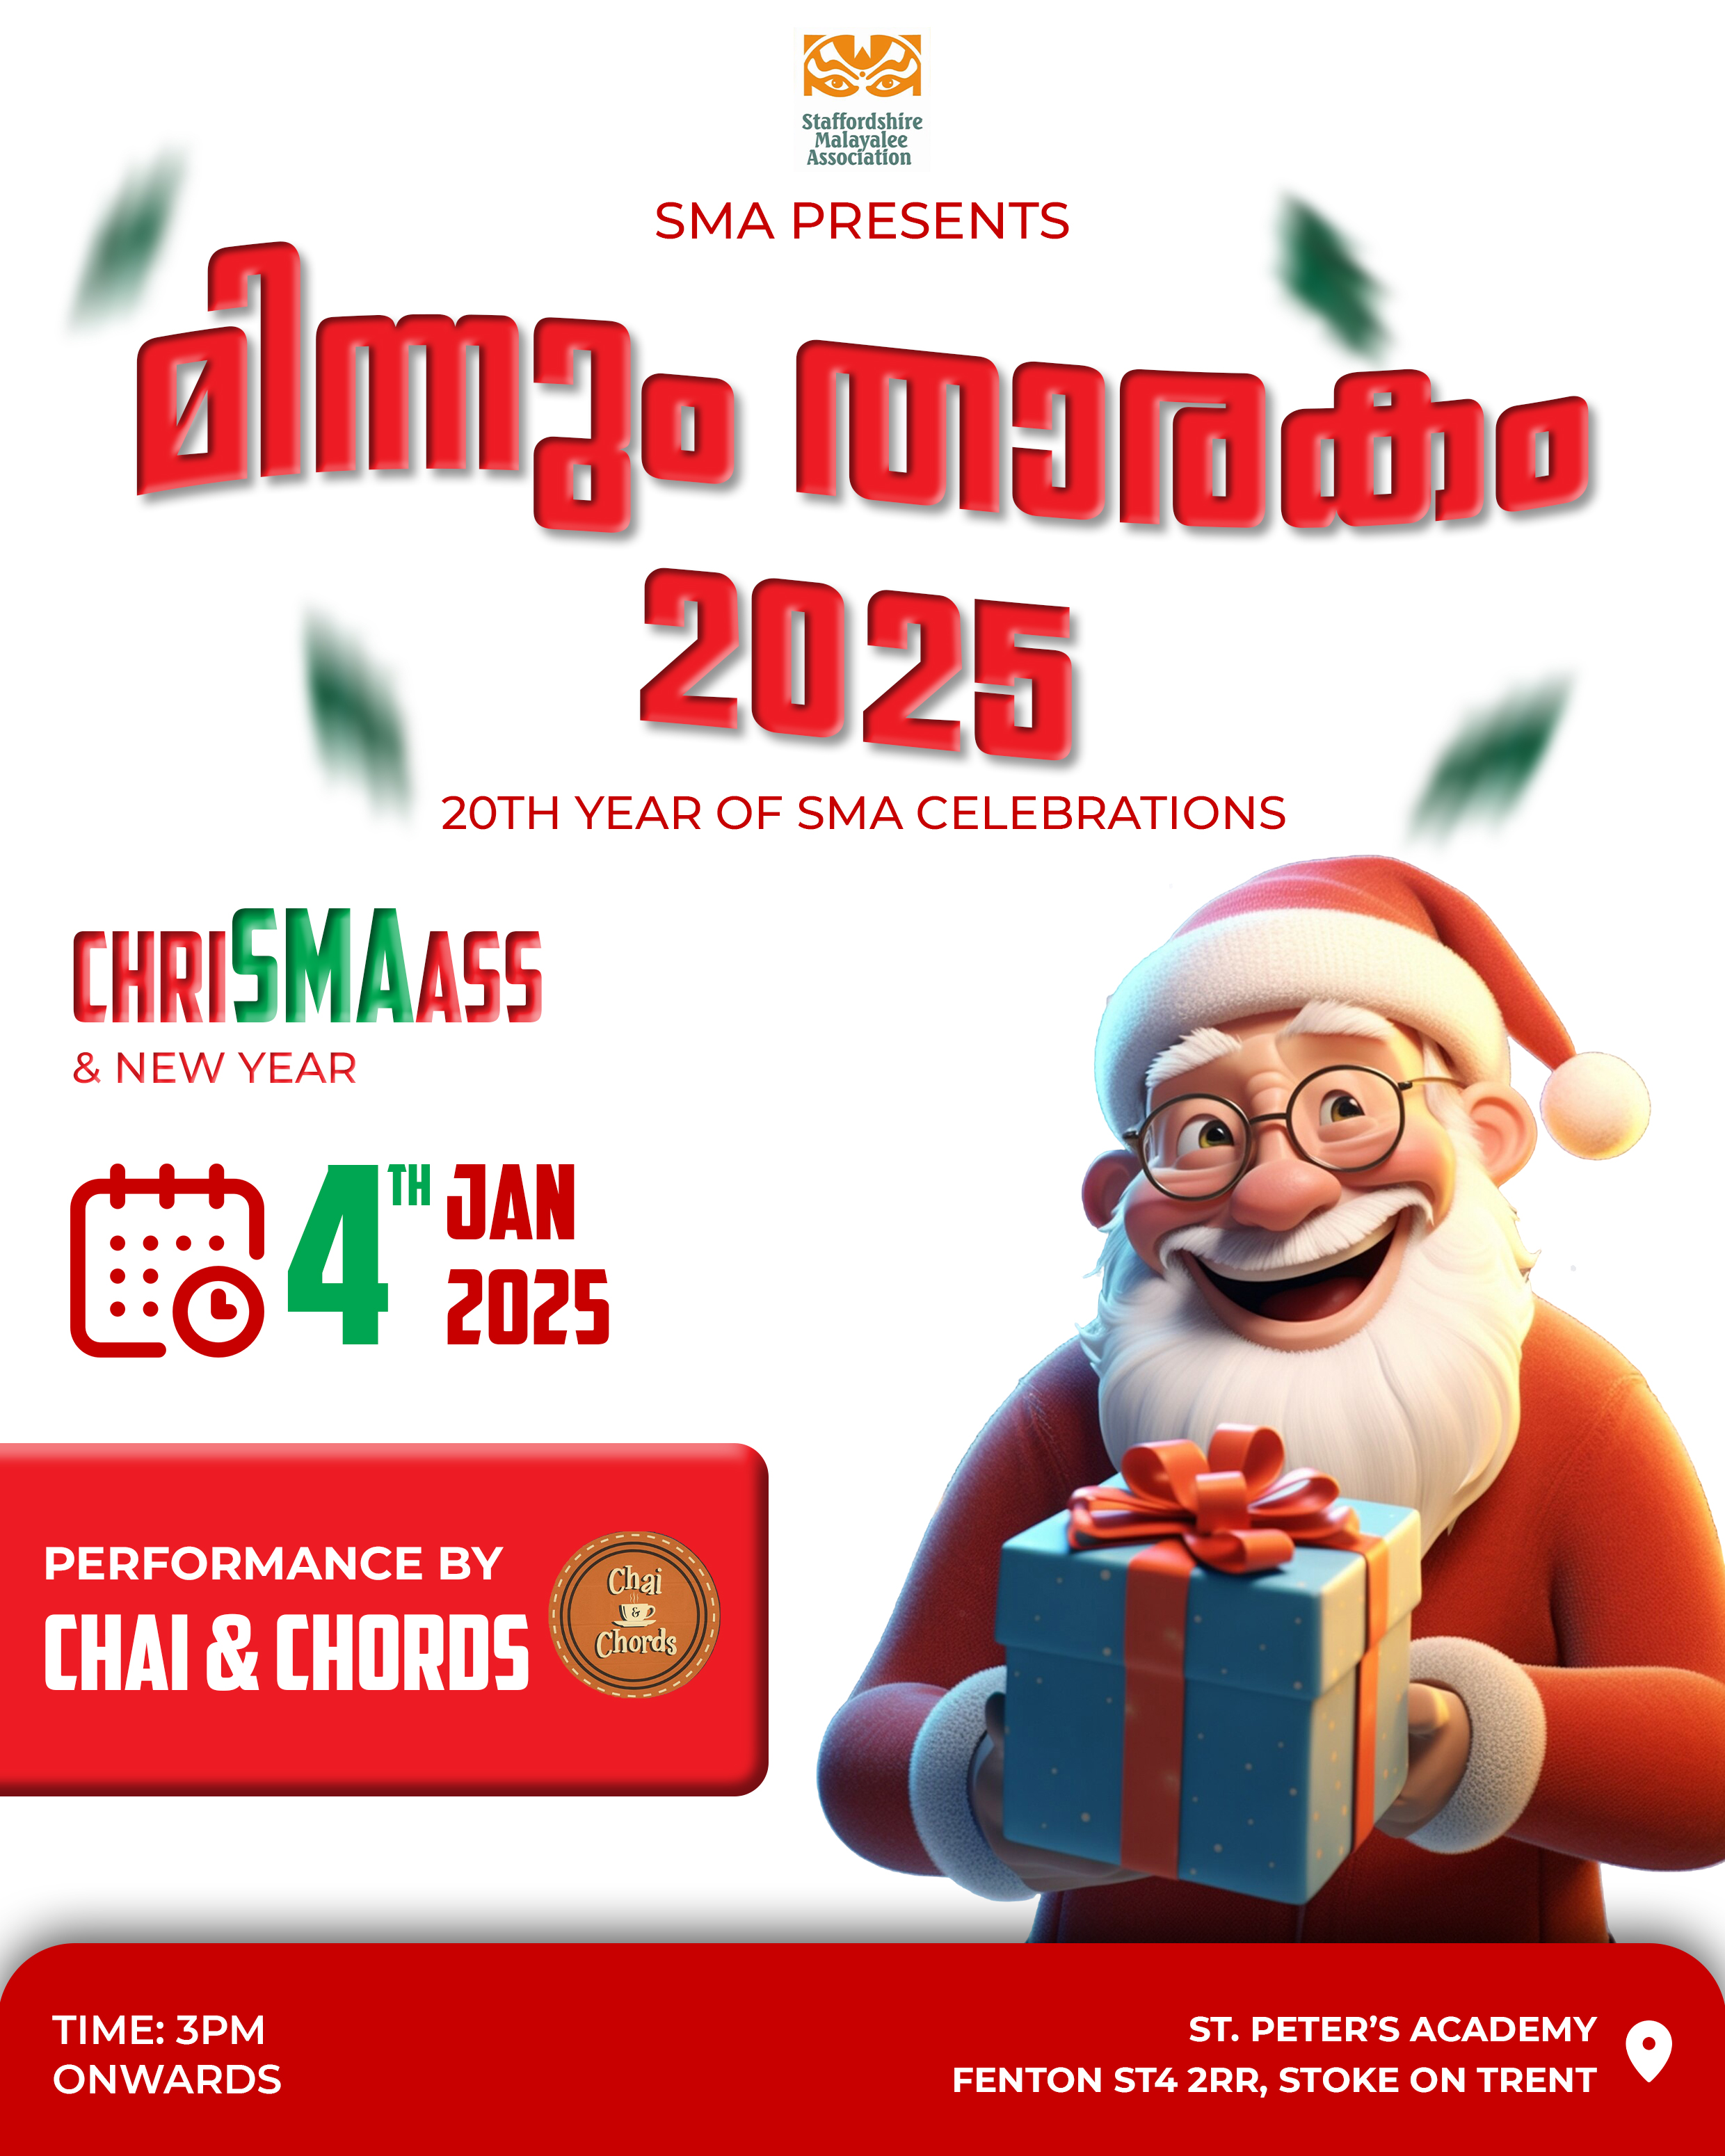 Staffordshire
Malayalee
Association
SMA PRESENTS
മിന്നും താരകം
2025
20TH YEAR OF SMA CELEBRATIONS
CHRISMAASS
& NEW YEAR
4TH JAN
2025
PERFORMANCE BY
CHAI & CHORDS
Chai
&
Chords
TIME: 3PM
ONWARDS
ST. PETER'S ACADEMY
FENTON ST4 2RR, STOKE ON TRENT